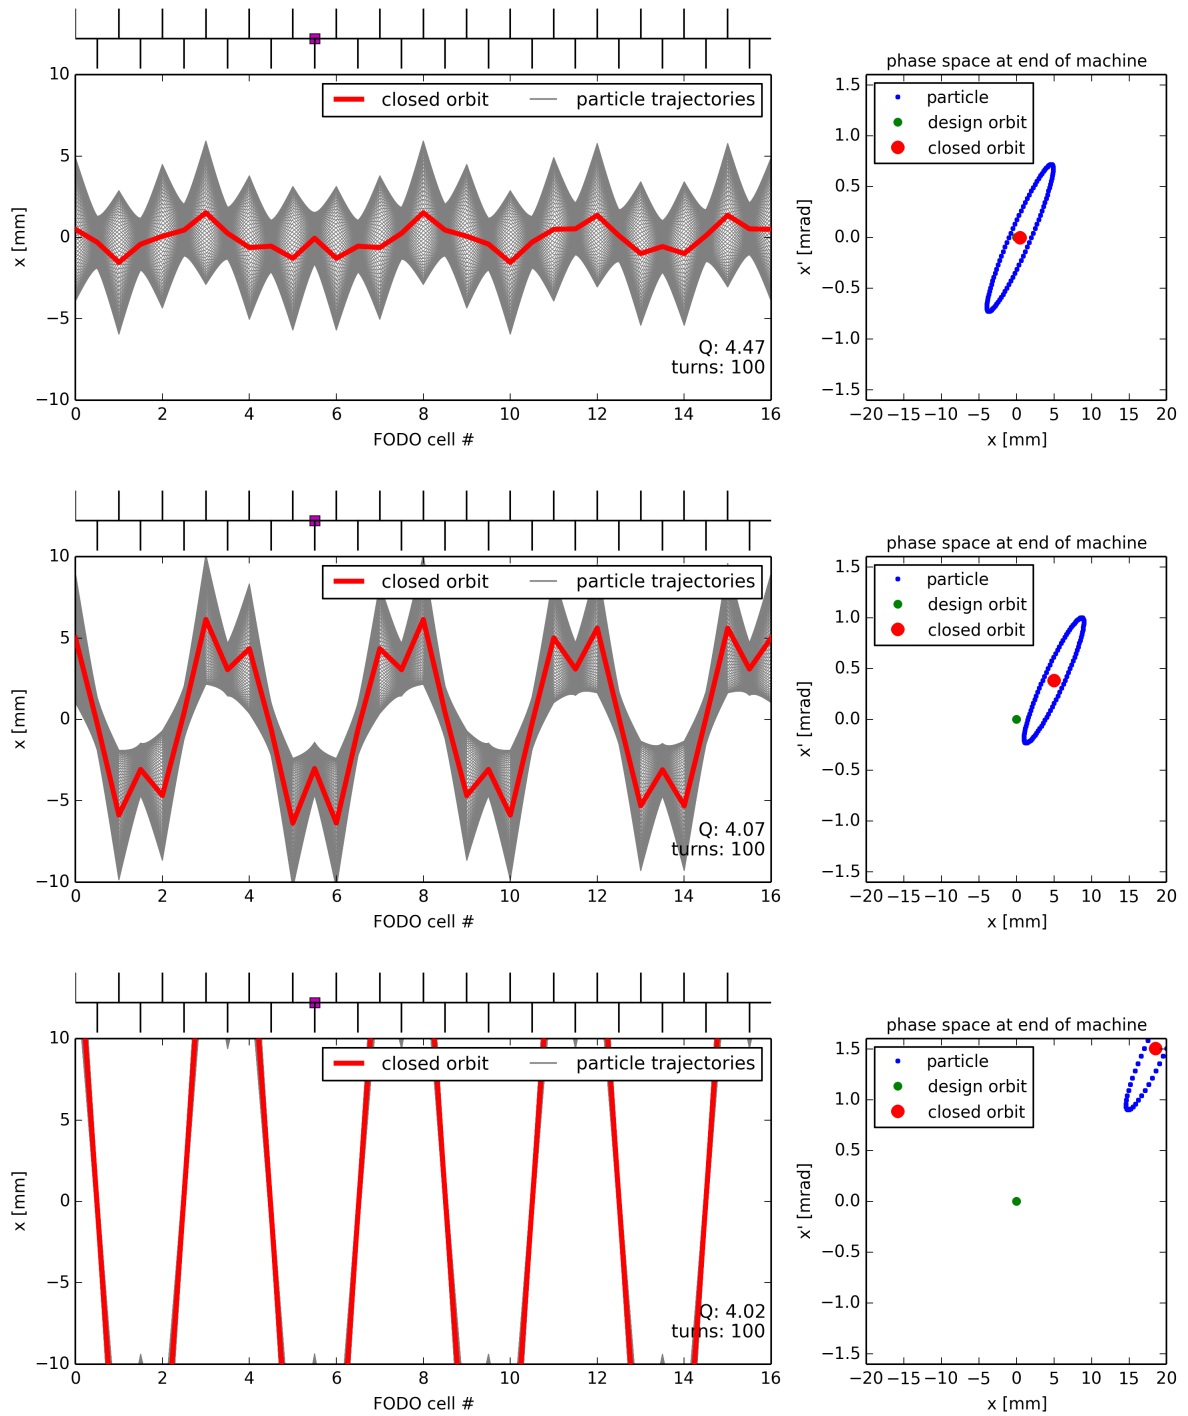 phase space at end of machine
10
5
0
−5
−10
x [mm]
closed orbit
particle trajectories
Q: 4.47
turns: 100
0 2 4 6 8 10 12 14 16
FODO cell #
1.5
1.0
0.5
0.0
−0.5
−1.0
−1.5
x' [mrad]
particle
design orbit
closed orbit
−20 −15 −10 −5 0 5 10 15 20
x [mm]
phase space at end of machine
10
5
0
−5
−10
x [mm]
closed orbit
particle trajectories
Q: 4.07
turns: 100
0 2 4 6 8 10 12 14 16
FODO cell #
1.5
1.0
0.5
0.0
−0.5
−1.0
−1.5
x' [mrad]
particle
design orbit
closed orbit
−20 −15 −10 −5 0 5 10 15 20
x [mm]
phase space at end of machine
10
5
0
−5
−10
x [mm]
closed orbit
particle trajectories
Q: 4.02
turns: 100
0 2 4 6 8 10 12 14 16
FODO cell #
1.5
1.0
0.5
0.0
−0.5
−1.0
−1.5
x' [mrad]
particle
design orbit
closed orbit
−20 −15 −10 −5 0 5 10 15 20
x [mm]